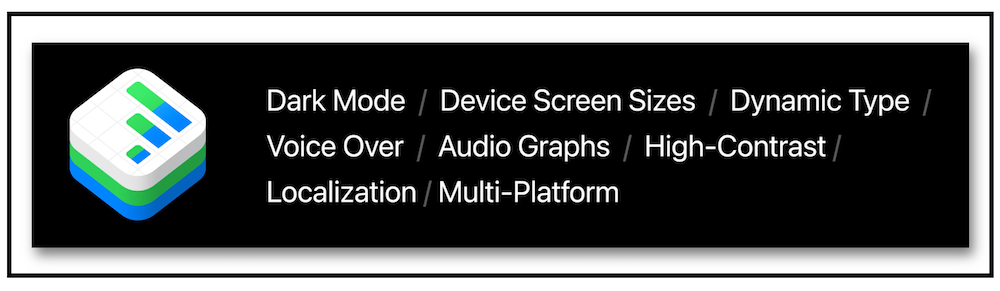 Dark Mode / Device Screen Sizes / Dynamic Type /
Voice Over / Audio Graphs / High-Contrast /
Localization / Multi-Platform